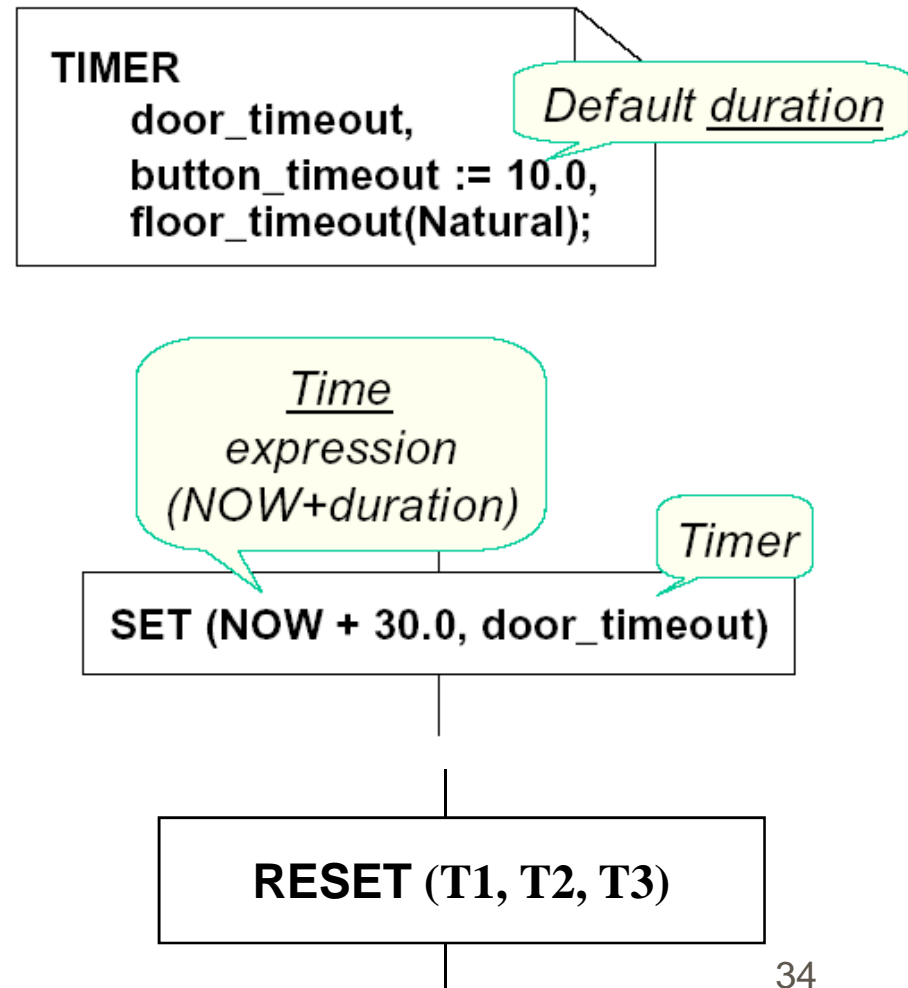 TIMER
door_timeout,
Default duration
button_timeout := 10.0,
floor_timeout(Natural);
Time
expression
(NOW+duration)
Timer
SET (NOW + 30.0, door_timeout)
RESET (T1, T2, T3)
34